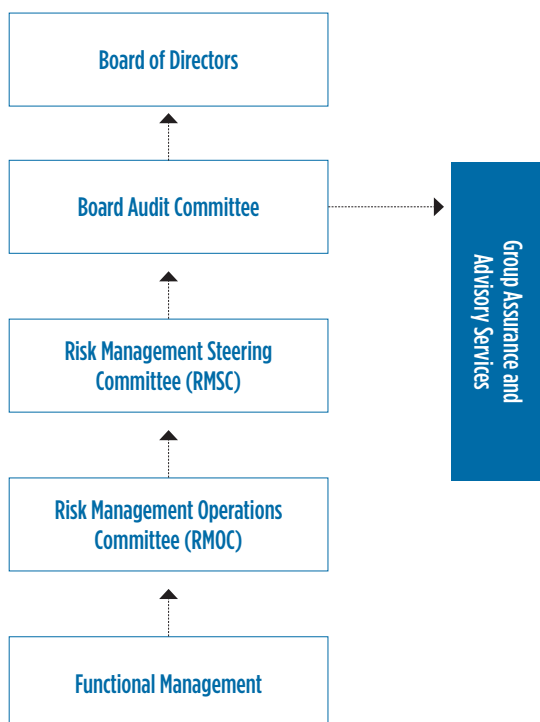 Board of Directors
Board Audit Committee
Group Assurance and
Advisory Services
Risk Management Steering
Committee (RMSC)
Risk Management Operations
Committee (RMOC)
Functional Management